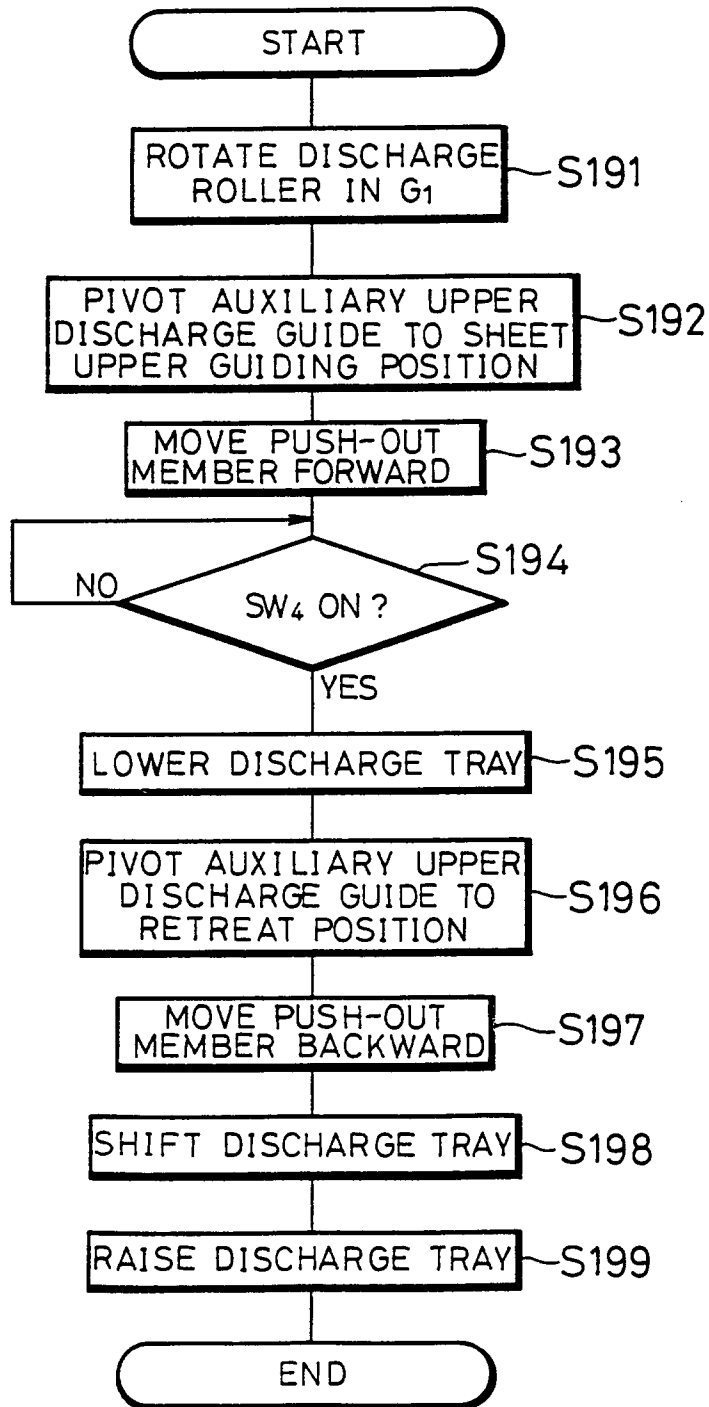 START
ROTATE DISCHARGE
ROLLER IN G1
S191
PIVOT AUXILIARY UPPER
DISCHARGE GUIDE TO SHEET
UPPER GUIDING POSITION
S192
MOVE PUSH-OUT
MEMBER FORWARD
S193
S194
NO
SW4 ON ?
YES
LOWER DISCHARGE TRAY
S195
PIVOT AUXILIARY UPPER
DISCHARGE GUIDE TO
RETREAT POSITION
S196
MOVE PUSH-OUT
MEMBER BACKWARD
S197
SHIFT DISCHARGE TRAY
S198
RAISE DISCHARGE TRAY
S199
END